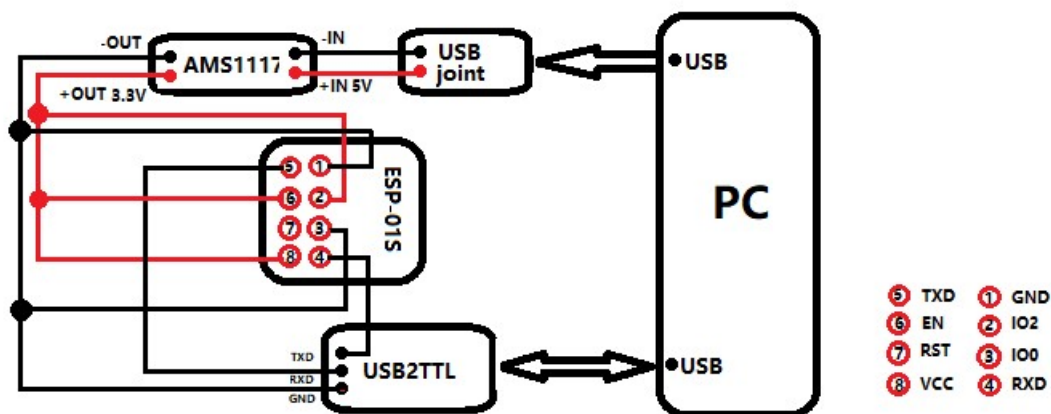 -OUT
AMS1117
-IN
USB
joint
USB
+OUT 3.3V
+IN 5V
5 1
6 2
7 3
8 4
ESP-01S
PC
TXD
RXD
GND
USB2TTL
USB
5 TXD 1 GND
6 EN 2 IO2
7 RST 3 IO0
8 VCC 4 RXD